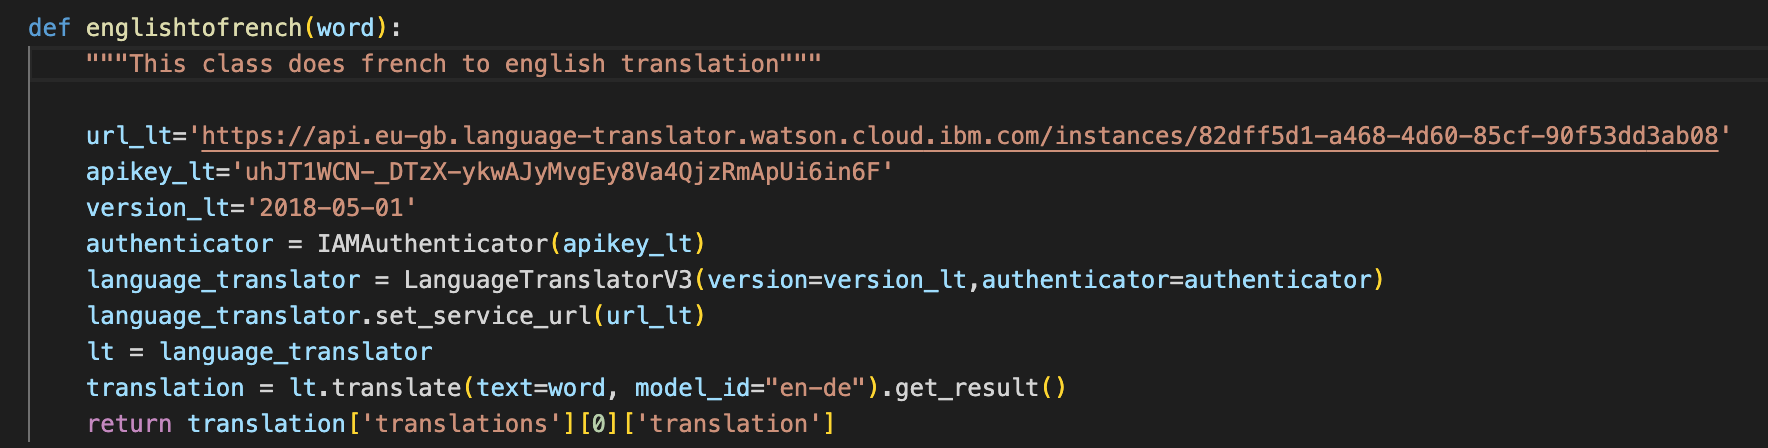 def englishtofrench(word):
"""This class does french to english translation"""
url_lt='https://api.eu-gb.language-translator.watson.cloud.ibm.com/instances/82dff5d1-a468-4d60-85cf-90f53dd3ab08'
apikey_lt='uhJT1WCN-_DTzX-ykwAJyMvgEy8Va4QjzRmApUi6in6F'
version_lt='2018-05-01'
authenticator = IAMAuthenticator(apikey_lt)
language_translator = LanguageTranslatorV3(version=version_lt,authenticator=authenticator)
language_translator.set_service_url(url_lt)
lt = language_translator
translation = lt.translate(text=word, model_id="en-de").get_result()
return translation['translations'][0]['translation']